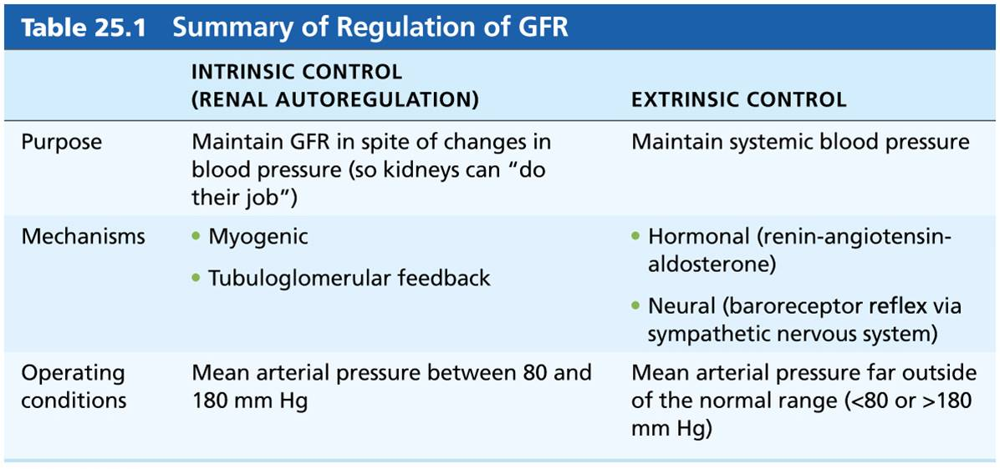 Table 25.1 Summary of Regulation of GFR
INTRINSIC CONTROL
(RENAL AUTOREGULATION)
EXTRINSIC CONTROL
Purpose
Maintain GFR in spite of changes in
blood pressure (so kidneys can “do
their job”)
Maintain systemic blood pressure
Mechanisms
• Myogenic
• Tubuloglomerular feedback
• Hormonal (renin-angiotensin-
aldosterone)
• Neural (baroreceptor reflex via
sympathetic nervous system)
Operating
conditions
Mean arterial pressure between 80 and
180 mm Hg
Mean arterial pressure far outside
of the normal range (<80 or >180
mm Hg)